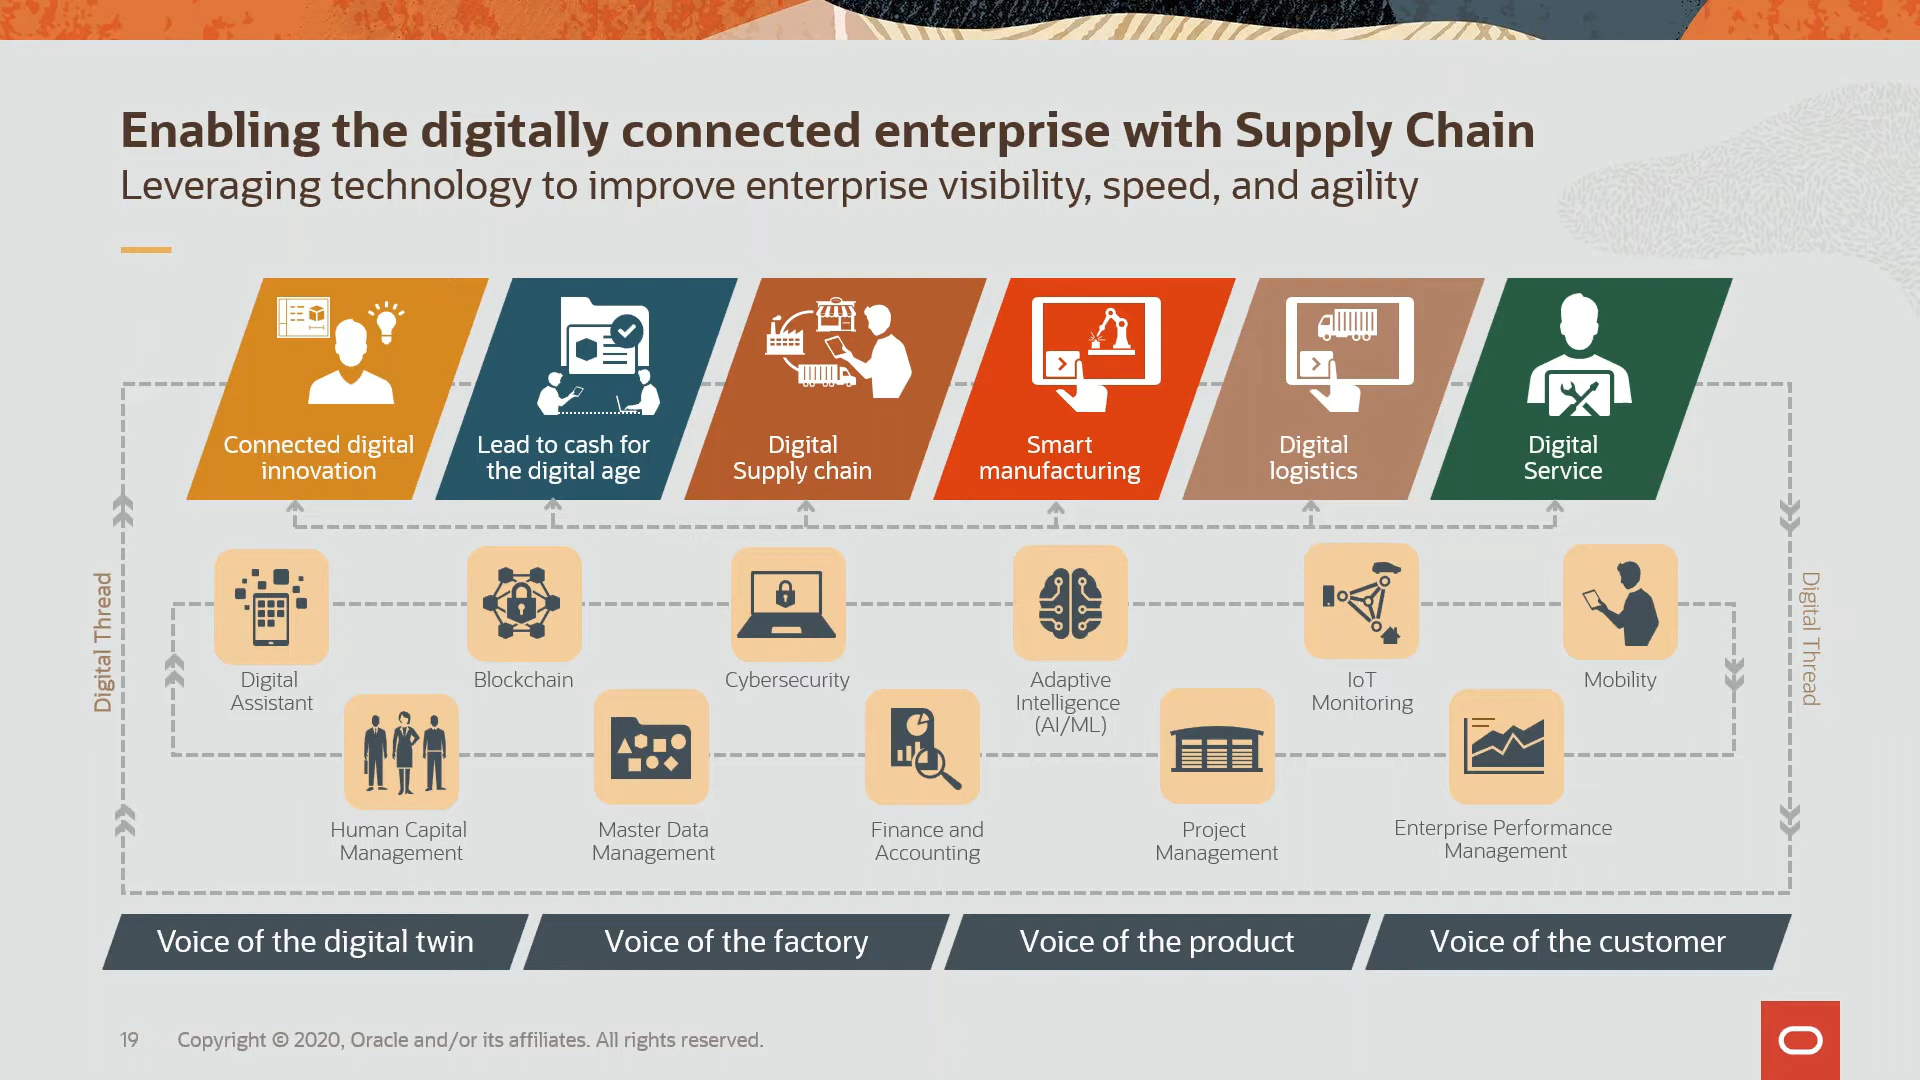 Enabling the digitally connected enterprise with Supply Chain
Leveraging technology to improve enterprise visibility, speed, and agility
Connected digital
innovation
Lead to cash for
the digital age
Digital
Supply chain
Smart
manufacturing
Digital
logistics
Digital
Service
Digital Thread
Digital Thread
Digital
Assistant
Blockchain
Cybersecurity
Adaptive
Intelligence
(AI/ML)
IoT
Monitoring
Mobility
Human Capital
Management
Master Data
Management
Finance and
Accounting
Project
Management
Enterprise Performance
Management
Voice of the digital twin
Voice of the factory
Voice of the product
Voice of the customer
19
Copyright © 2020, Oracle and/or its affiliates. All rights reserved.